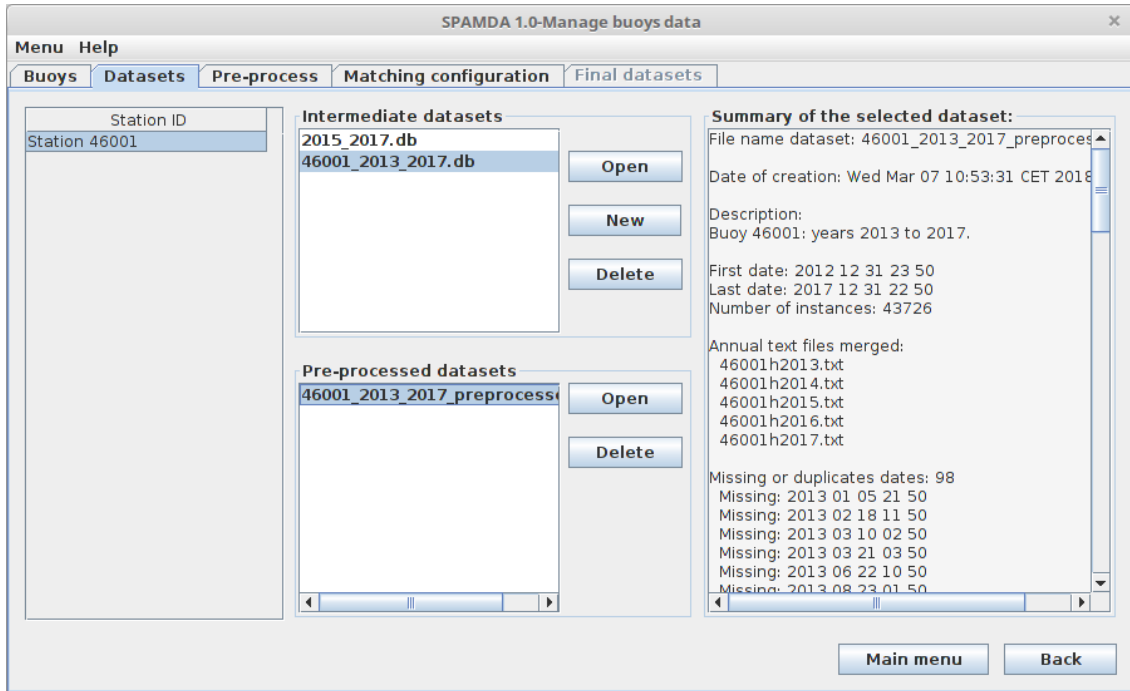 SPAMDA 1.0-Manage buoys data
Menu Help
Buoys Datasets Pre-process Matching configuration Final datasets
Station ID
Station 46001
Intermediate datasets
2015_2017.db
46001_2013_2017.db
Open
New
Delete
Pre-processed datasets
46001_2013_2017_preprocesse
Open
Delete
Summary of the selected dataset:
File name dataset: 46001_2013_2017_preproces
Date of creation: Wed Mar 07 10:53:31 CET 2018
Description:
Buoy 46001: years 2013 to 2017.
First date: 2012 12 31 23 50
Last date: 2017 12 31 22 50
Number of instances: 43726
Annual text files merged:
46001h2013.txt
46001h2014.txt
46001h2015.txt
46001h2016.txt
46001h2017.txt
Missing or duplicates dates: 98
Missing: 2013 01 05 21 50
Missing: 2013 02 18 11 50
Missing: 2013 03 10 02 50
Missing: 2013 03 21 03 50
Missing: 2013 06 22 10 50
Missing: 2013 08 23 01 50
Main menu
Back